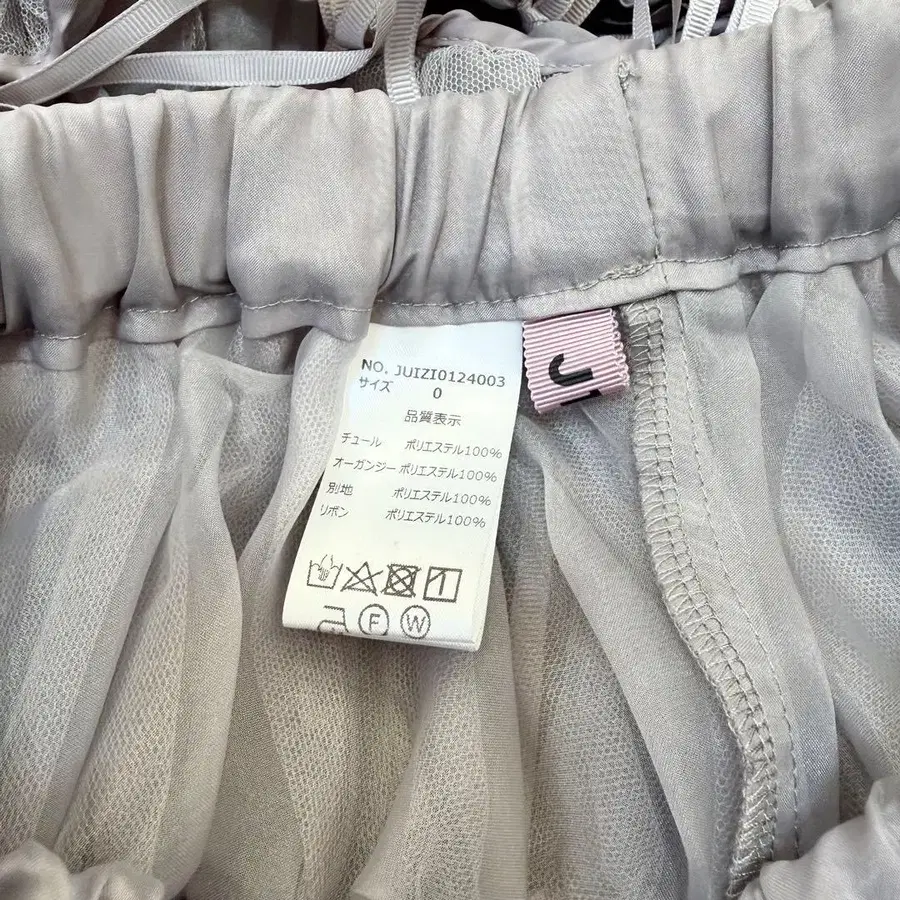 NO. JUIZI0124003
サイズ 0
品質表示
チュール ポリエステル100%
オーガンジー ポリエステル100%
別地 ポリエステル100%
リボン ポリエステル100%
F W
J